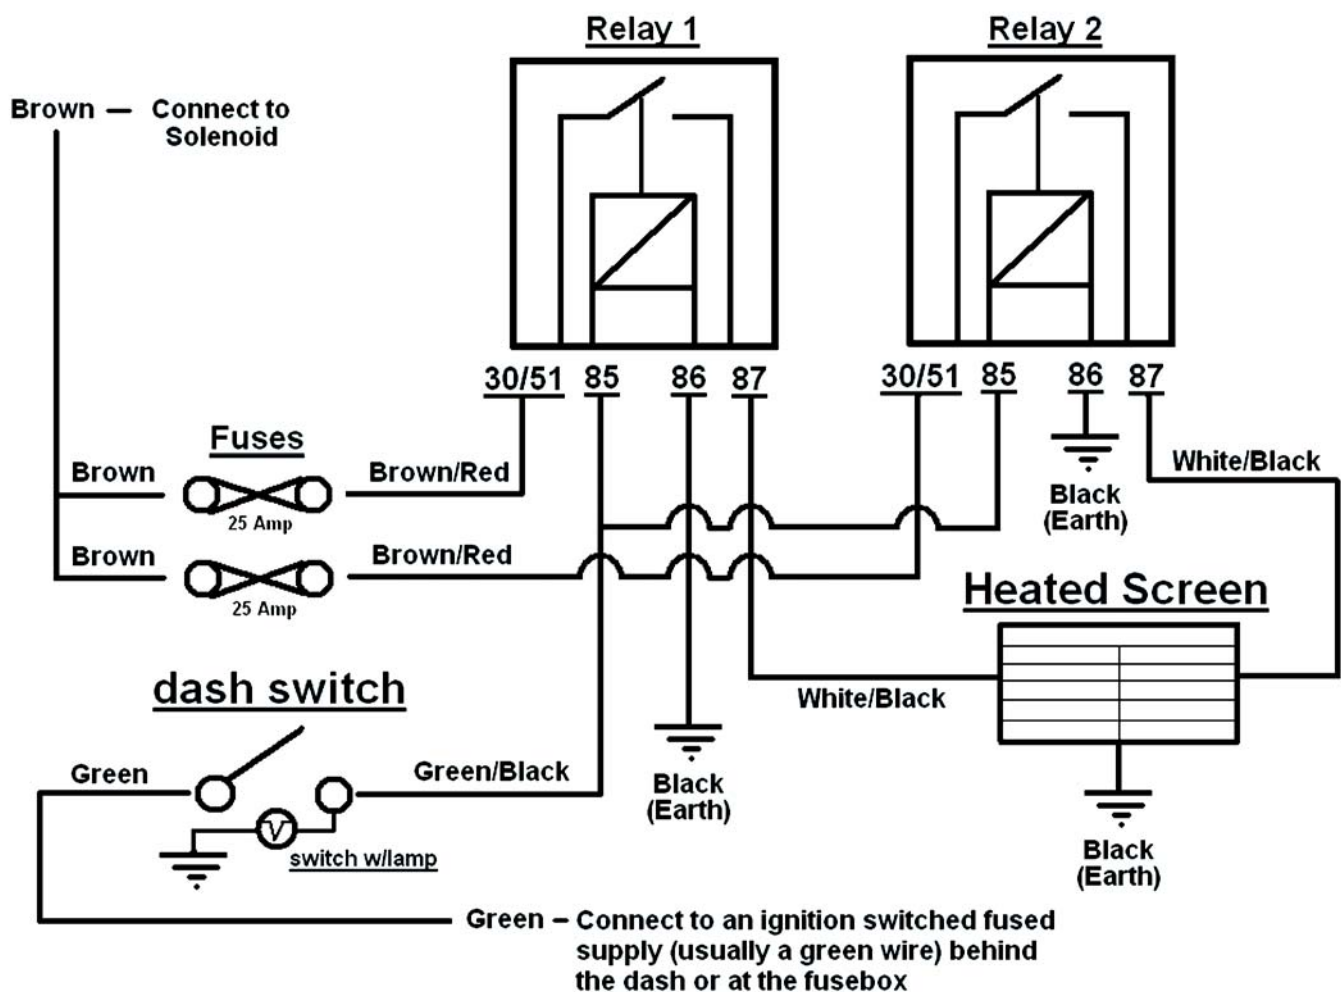 Relay 1
Relay 2
Brown — Connect to
Solenoid
30/51 85 86 87
30/51 85 86 87
Fuses
Brown
Brown/Red
25 Amp
Brown
Brown/Red
25 Amp
White/Black
Black
(Earth)
Heated Screen
White/Black
dash switch
Green
Green/Black
switch w/lamp
Black
(Earth)
Black
(Earth)
Green – Connect to an ignition switched fused
supply (usually a green wire) behind
the dash or at the fusebox